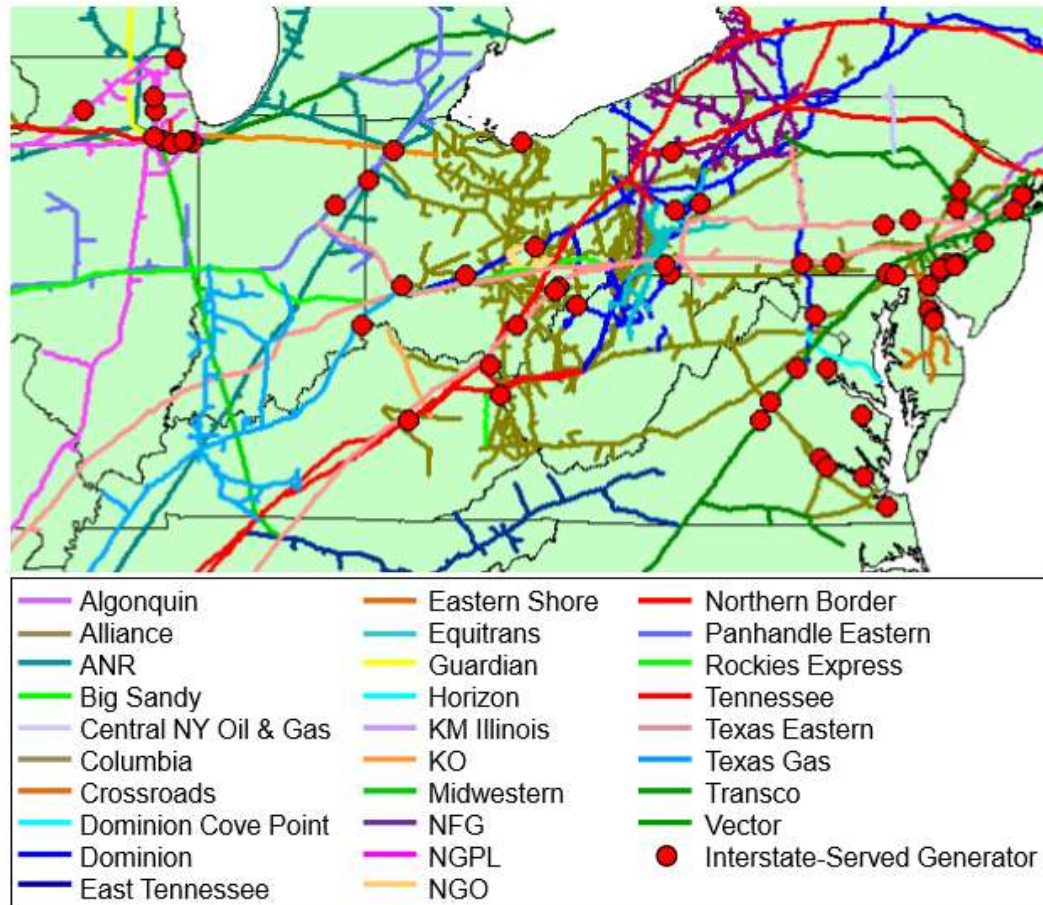 Algonquin
Alliance
ANR
Big Sandy
Central NY Oil & Gas
Columbia
Crossroads
Dominion Cove Point
Dominion
East Tennessee
Eastern Shore
Equitrans
Guardian
Horizon
KM Illinois
KO
Midwestern
NFG
NGPL
NGO
Northern Border
Panhandle Eastern
Rockies Express
Tennessee
Texas Eastern
Texas Gas
Transco
Vector
Interstate-Served Generator